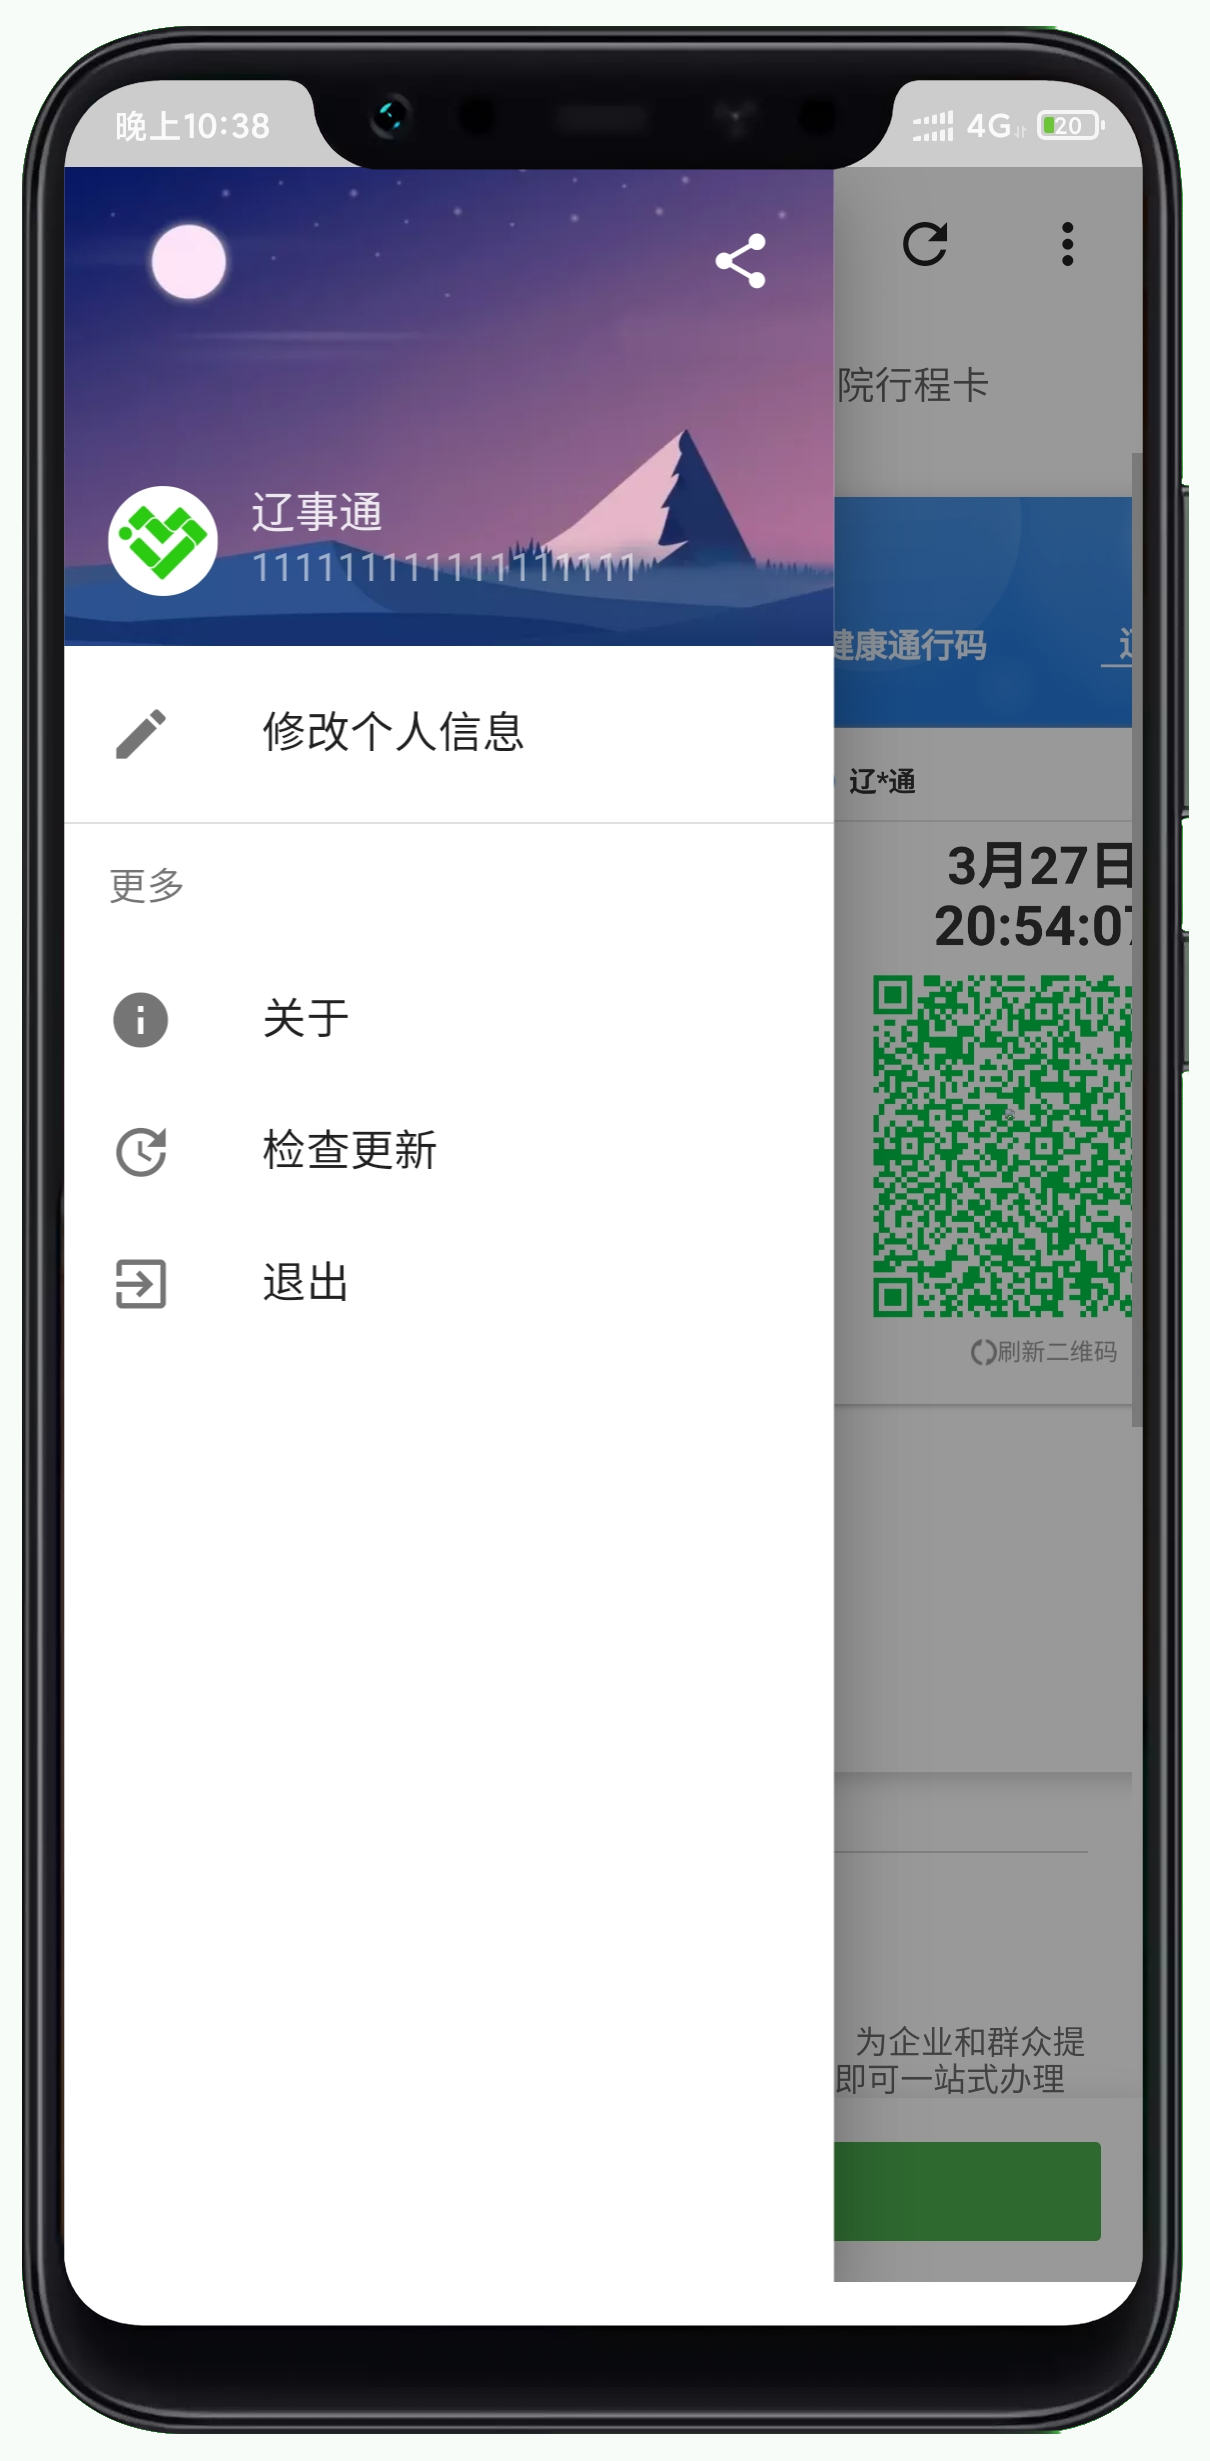 晚上10:38
4G
20
院行程卡
辽事通
111111111111111111
健康通行码
修改个人信息
辽*通
更多
3月27日
20:54:07
关于
检查更新
退出
刷新二维码
为企业和群众提
即可一站式办理